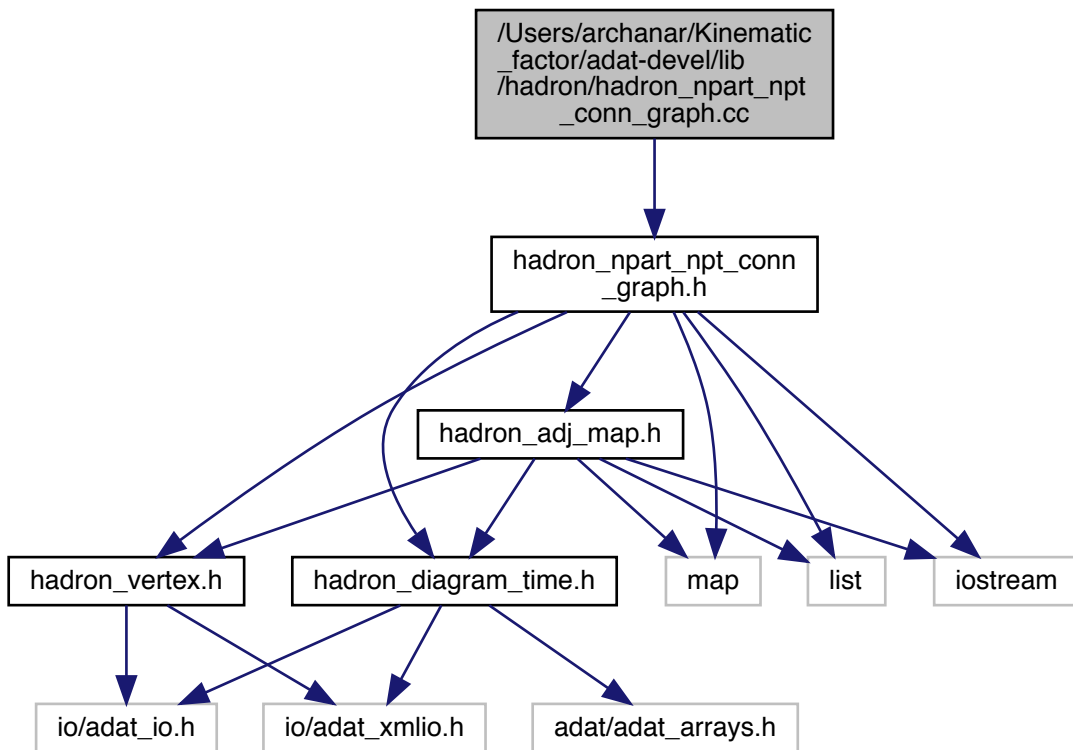 /Users/archanar/Kinematic
_factor/adat-devel/lib
/hadron/hadron_npart_npt
_conn_graph.cc
hadron_npart_npt_conn
_graph.h
hadron_adj_map.h
hadron_vertex.h
hadron_diagram_time.h
map
list
iostream
io/adat_io.h
io/adat_xmlio.h
adat/adat_arrays.h